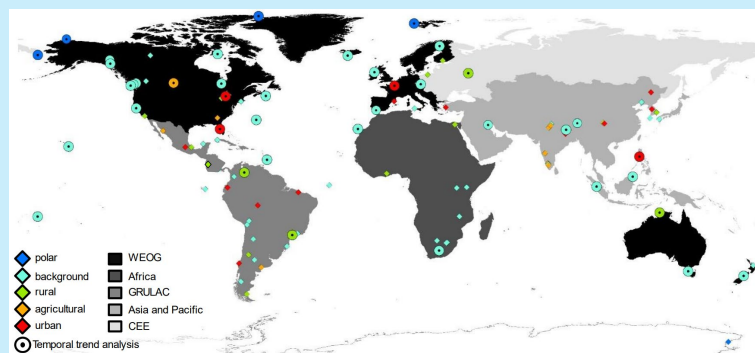 polar
background
rural
agricultural
urban
Temporal trend analysis
WEOG
Africa
GRULAC
Asia and Pacific
CEE